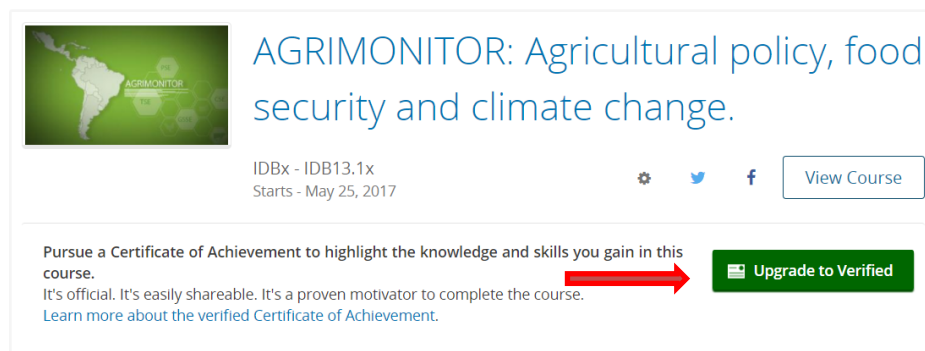 AGRIMONITOR: Agricultural policy, food
security and climate change.
AGRIMONITOR
TSE
IDBx - IDB13.1x
Starts - May 25, 2017
f
View Course
Pursue a Certificate of Achievement to highlight the knowledge and skills you gain in this
course.
It's official. It's easily shareable. It's a proven motivator to complete the course.
Learn more about the verified Certificate of Achievement.
Upgrade to Verified